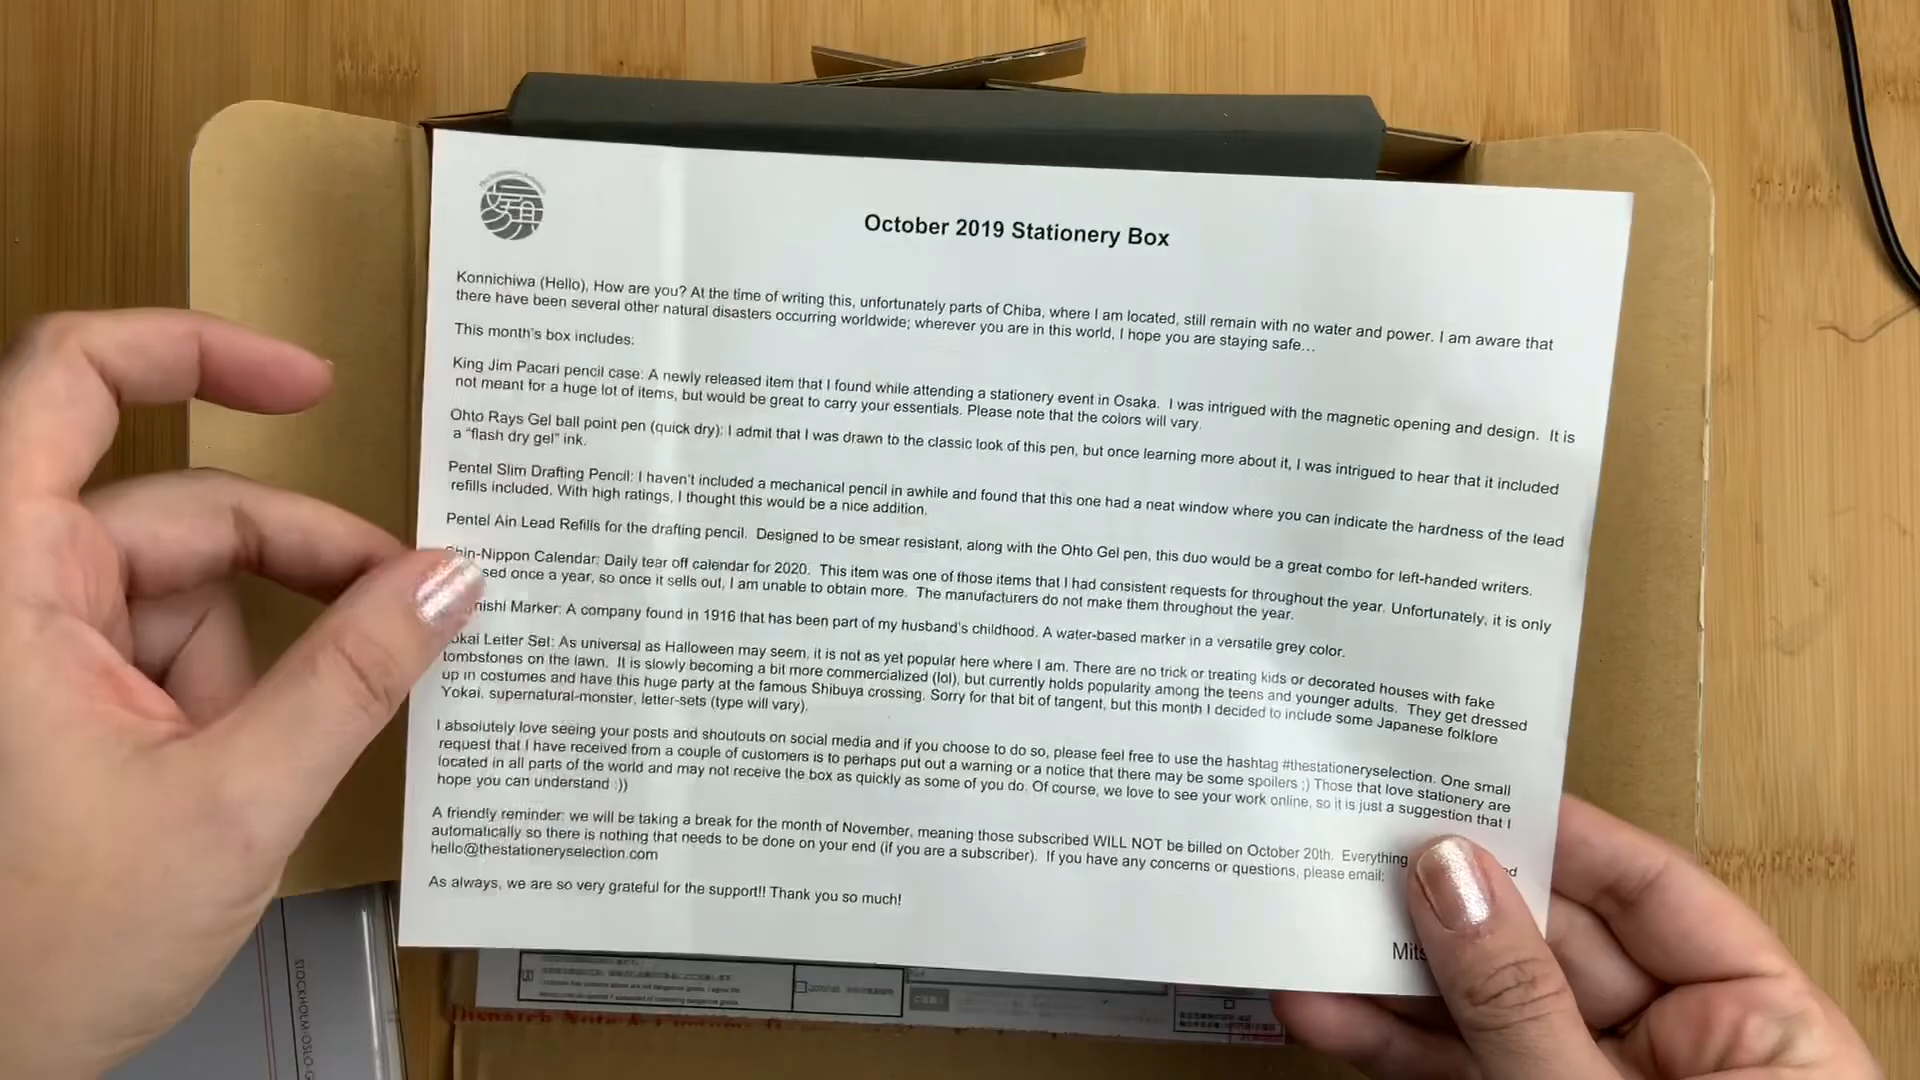 October 2019 Stationery Box
Konnichiwa (Hello), How are you? At the time of writing this, unfortunately parts of Chiba, where I am located, still remain with no water and power. I am aware that
there have been several other natural disasters occurring worldwide; wherever you are in this world, I hope you are staying safe...
This month's box includes:
King Jim Pacari pencil case: A newly released item that I found while attending a stationery event in Osaka. I was intrigued with the magnetic opening and design. It is
not meant for a huge lot of items, but would be great to carry your essentials. Please note that the colors will vary.
Ohto Rays Gel ball point pen (quick dry): I admit that I was drawn to the classic look of this pen, but once learning more about it, I was intrigued to hear that it included
a "flash dry gel" ink.
Pentel Slim Drafting Pencil: I haven't included a mechanical pencil in awhile and found that this one had a neat window where you can indicate the hardness of the lead
refills included. With high ratings, I thought this would be a nice addition.
Pentel Ain Lead Refills for the drafting pencil. Designed to be smear resistant, along with the Ohto Gel pen, this duo would be a great combo for left-handed writers.
Shin-Nippon Calendar: Daily tear off calendar for 2020. This item was one of those items that I had consistent requests for throughout the year. Unfortunately, it is only
once a year, so once it sells out, I am unable to obtain more. The manufacturers do not make them throughout the year.
Marker: A company found in 1916 that has been part of my husband's childhood. A water-based marker in a versatile grey color.
Yokai Letter Set: As universal as Halloween may seem, it is not as yet popular here where I am. There are no trick or treating kids or decorated houses with fake
tombstones on the lawn. It is slowly becoming a bit more commercialized (lol), but currently holds popularity among the teens and younger adults. They get dressed
up in costumes and have this huge party at the famous Shibuya crossing. Sorry for that bit of tangent, but this month I decided to include some Japanese folklore
Yokai, supernatural-monster, letter-sets (type will vary).
I absolutely love seeing your posts and shoutouts on social media and if you choose to do so, please feel free to use the hashtag #thestationeryselection. One small
request that I have received from a couple of customers is to perhaps put out a warning or a notice that there may be some spoilers ;) Those that love stationery are
located in all parts of the world and may not receive the box as quickly as some of you do. Of course, we love to see your work online, so it is just a suggestion that I
hope you can understand :))
A friendly reminder: we will be taking a break for the month of November, meaning those subscribed WILL NOT be billed on October 20th. Everything
automatically so there is nothing that needs to be done on your end (if you are a subscriber). If you have any concerns or questions, please email:
hello@thestationeryselection.com
As always, we are so very grateful for the support!! Thank you so much!
STOCKHOLM-OSLO